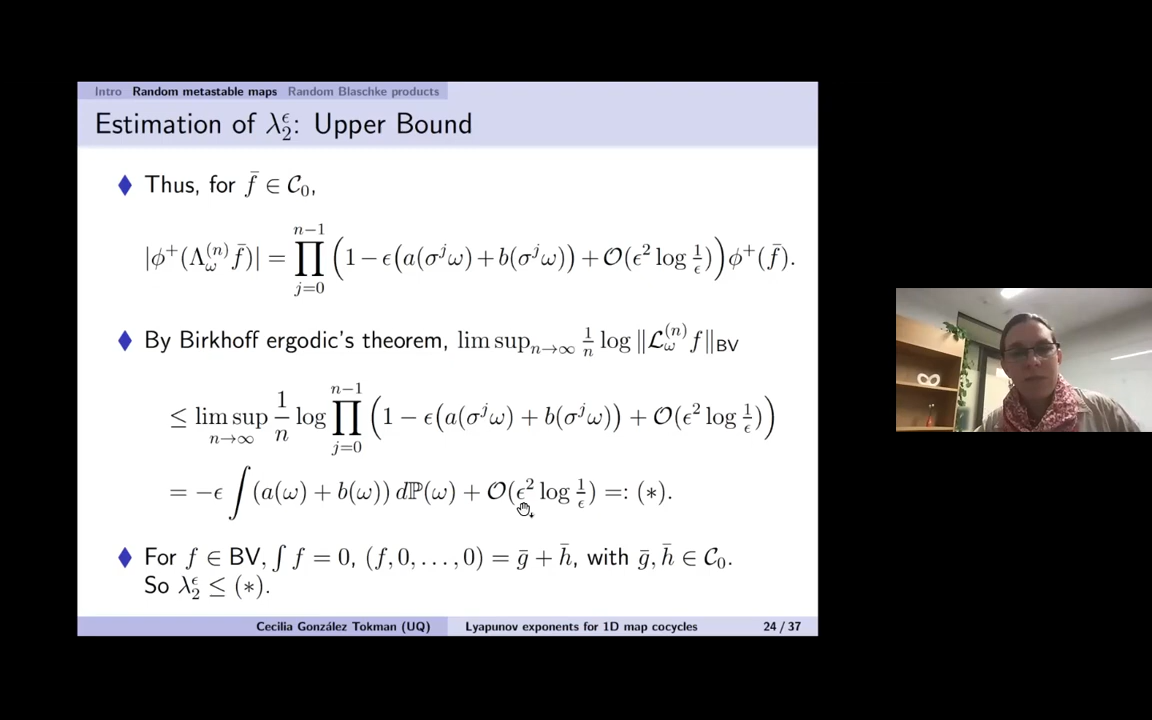 Intro Random metastable maps Random Blaschke products
Estimation of λ₂^ϵ: Upper Bound
Thus, for f̄ ∈ 𝒞₀,
|ϕ⁺(Λ_ω^(n) f̄)| = ∏_{j=0}^{n−1} (1 − ϵ(a(σ^j ω) + b(σ^j ω)) + 𝒪(ϵ² log 1/ϵ)) ϕ⁺(f̄).
By Birkhoff ergodic's theorem, lim sup_{n→∞} 1/n log ‖ℒ_ω^(n) f‖_BV
≤ lim sup_{n→∞} 1/n log ∏_{j=0}^{n−1} (1 − ϵ(a(σ^j ω) + b(σ^j ω)) + 𝒪(ϵ² log 1/ϵ))
= −ϵ ∫ (a(ω) + b(ω)) dℙ(ω) + 𝒪(ϵ² log 1/ϵ) =: (∗).
For f ∈ BV, ∫ f = 0, (f, 0, . . . , 0) = ḡ + h̄, with ḡ, h̄ ∈ 𝒞₀.
So λ₂^ϵ ≤ (∗).
Cecilia González Tokman (UQ) Lyapunov exponents for 1D map cocycles 24 / 37